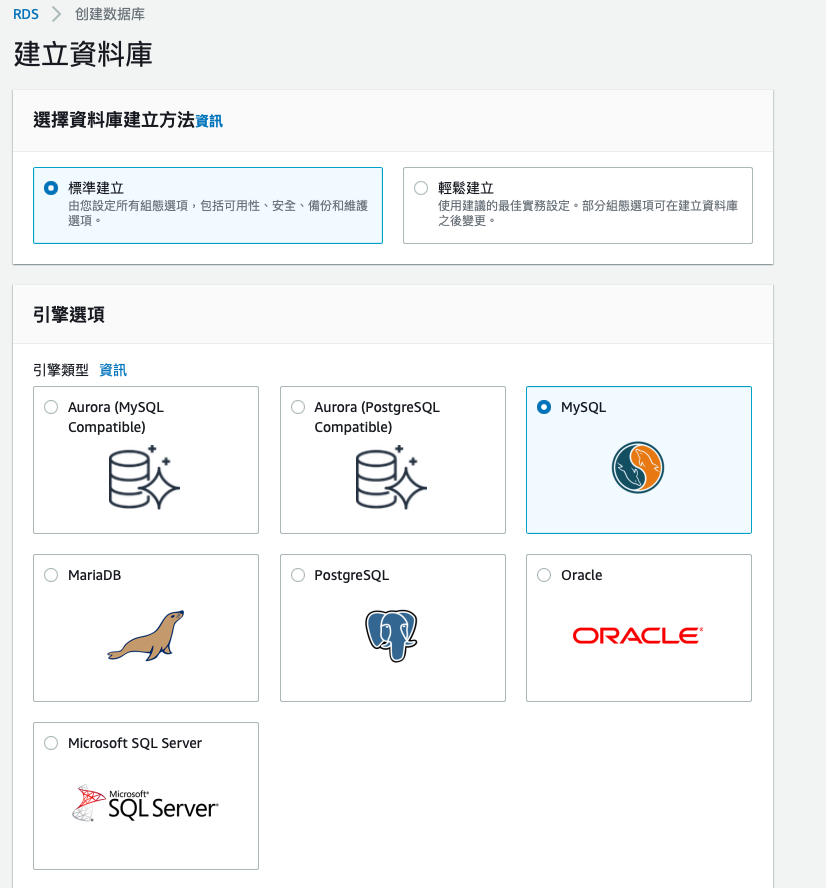 RDS > 创建数据库
建立資料庫
選擇資料庫建立方法資訊
標準建立
由您設定所有組態選項，包括可用性、安全、備份和維護
選項。
輕鬆建立
使用建議的最佳實務設定。部分組態選項可在建立資料庫
之後變更。
引擎選項
引擎類型 資訊
Aurora (MySQL
Compatible)
Aurora (PostgreSQL
Compatible)
MySQL
MariaDB
PostgreSQL
Oracle
ORACLE®
Microsoft SQL Server
Microsoft®
SQL Server®